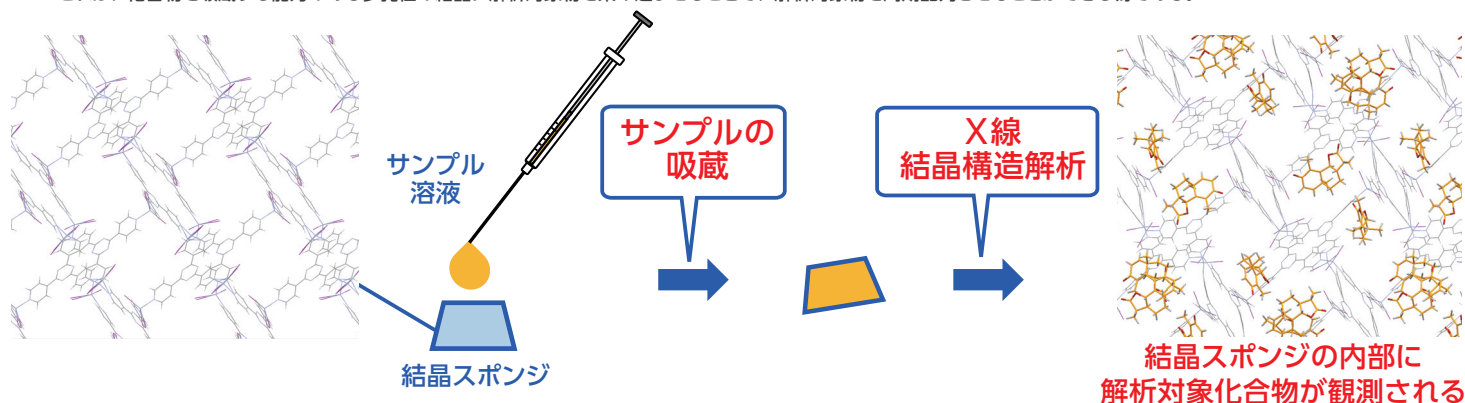 サンプル
溶液
結晶スポンジ
サンプルの
吸蔵
X線
結晶構造解析
結晶スポンジの内部に
解析対象化合物が観測される